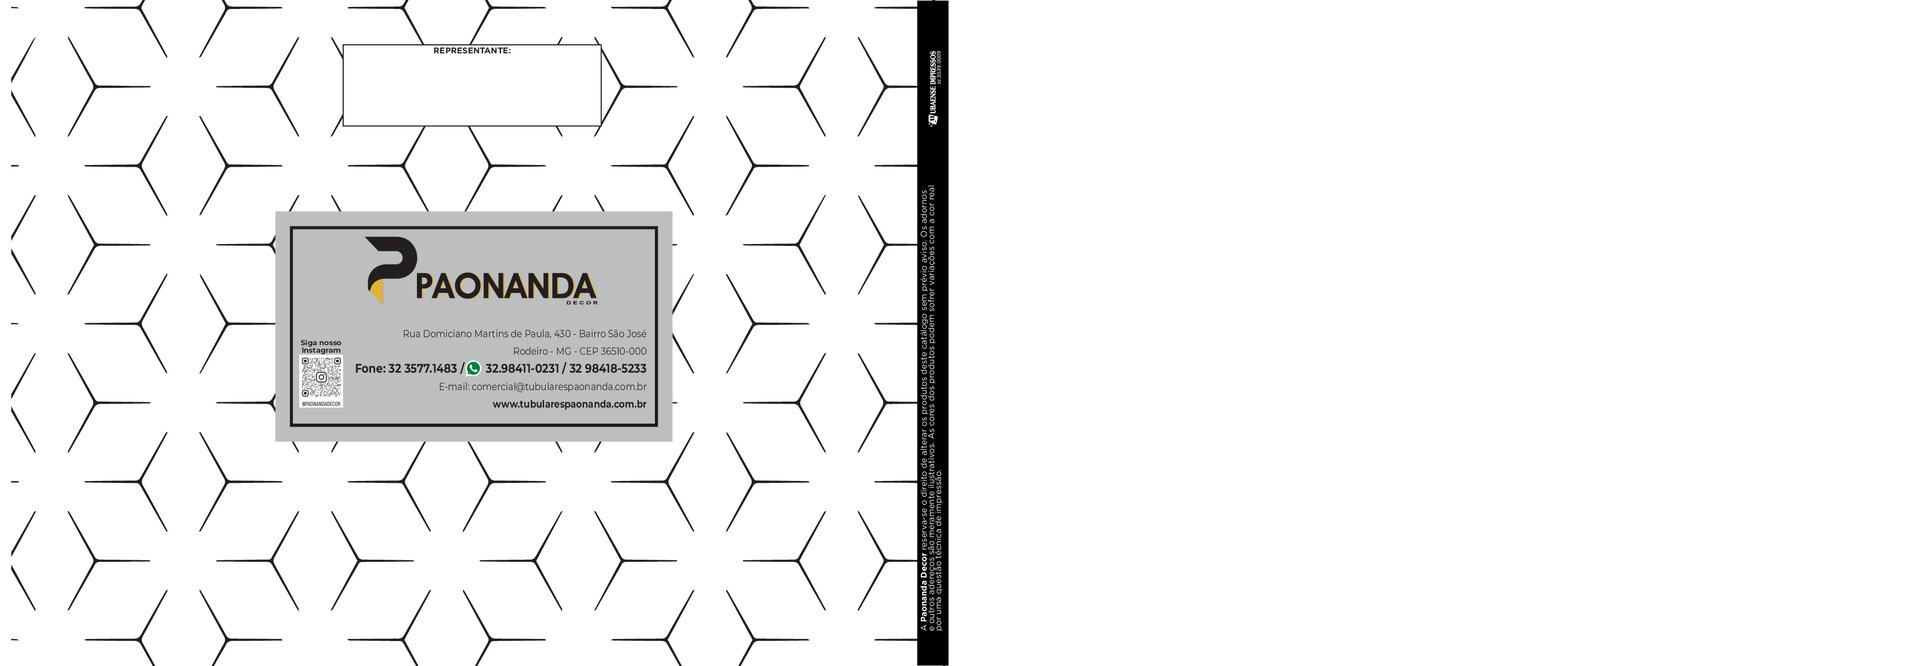 REPRESENTANTE:
PAONANDA
DECOR
Rua Domiciano Martins de Paula, 430 - Bairro São José
Rodeiro - MG - CEP 36510-000
Fone: 32 3577.1483 / 32.98411-0231 / 32 98418-5233
E-mail: comercial@tubularespaonanda.com.br
www.tubularespaonanda.com.br
Siga nosso
Instagram
@PAONANDADECOR
UBAENSE IMPRESSOS
A Paonanda Decor reserva-se o direito de alterar os produtos deste catálogo sem prévio aviso. Os adornos
e outros adereços são meramente ilustrativos. As cores dos produtos podem sofrer variações com a cor real
por uma questão técnica de impressão.